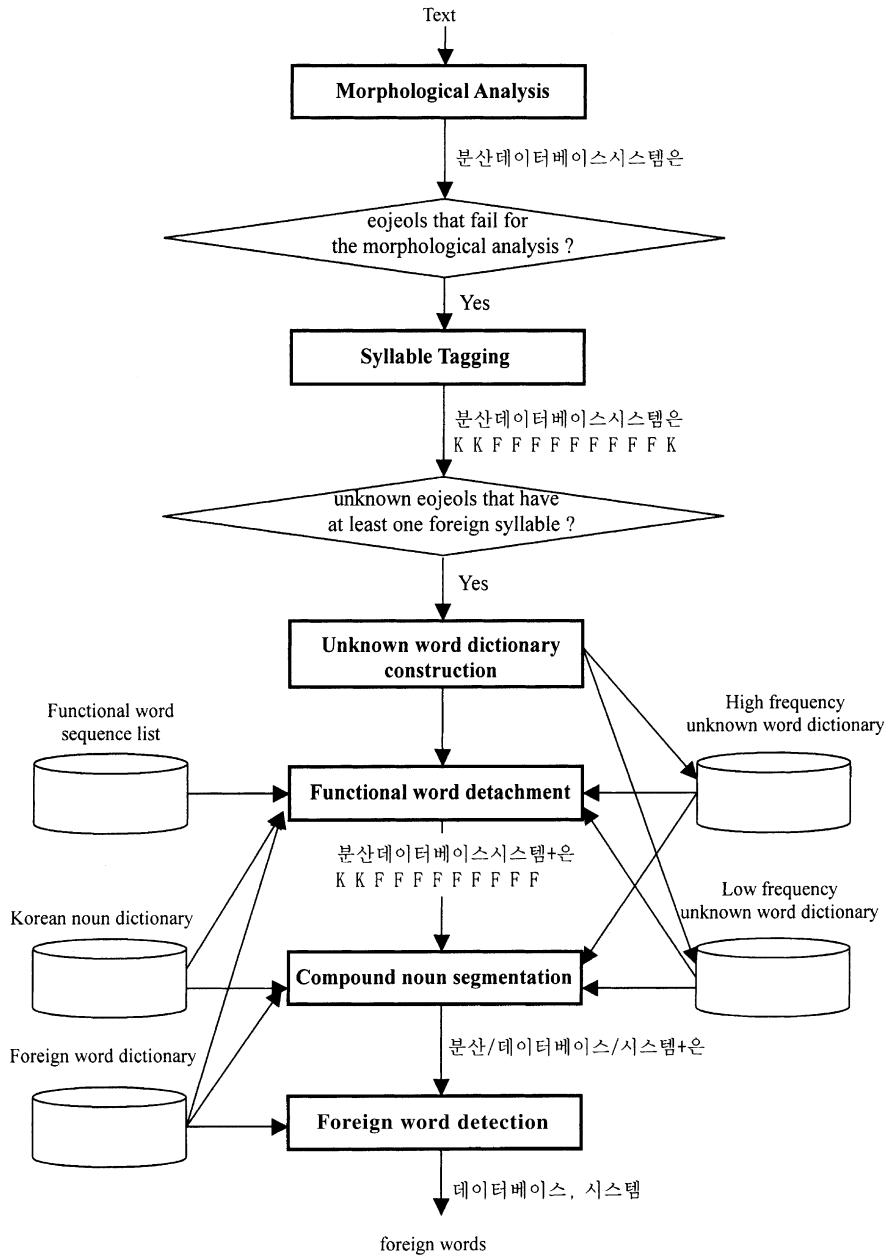 Text
Morphological Analysis
분산데이터베이스시스템은
eojeols that fail for
the morphological analysis ?
Yes
Syllable Tagging
분산데이터베이스시스템은
K K F F F F F F F F F K
unknown eojeols that have
at least one foreign syllable ?
Yes
Unknown word dictionary
construction
Functional word
sequence list
High frequency
unknown word dictionary
Functional word detachment
분산데이터베이스시스템+은
K K F F F F F F F F F
Korean noun dictionary
Low frequency
unknown word dictionary
Compound noun segmentation
분산/데이터베이스/시스템+은
Foreign word dictionary
Foreign word detection
데이터베이스, 시스템
foreign words